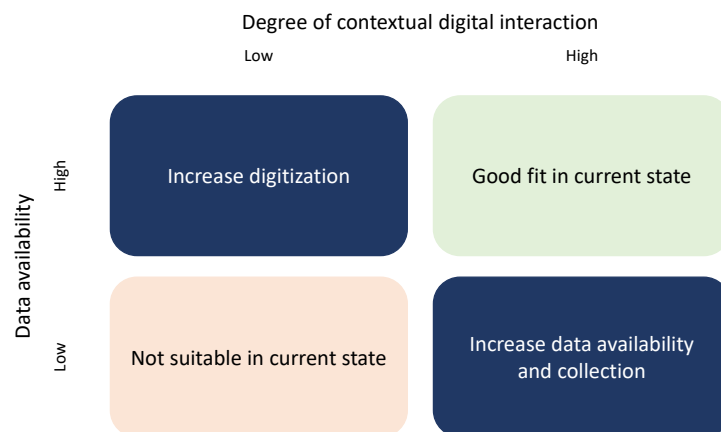 Degree of contextual digital interaction
Low
High
Data availability
High
Increase digitization
Good fit in current state
Low
Not suitable in current state
Increase data availability
and collection